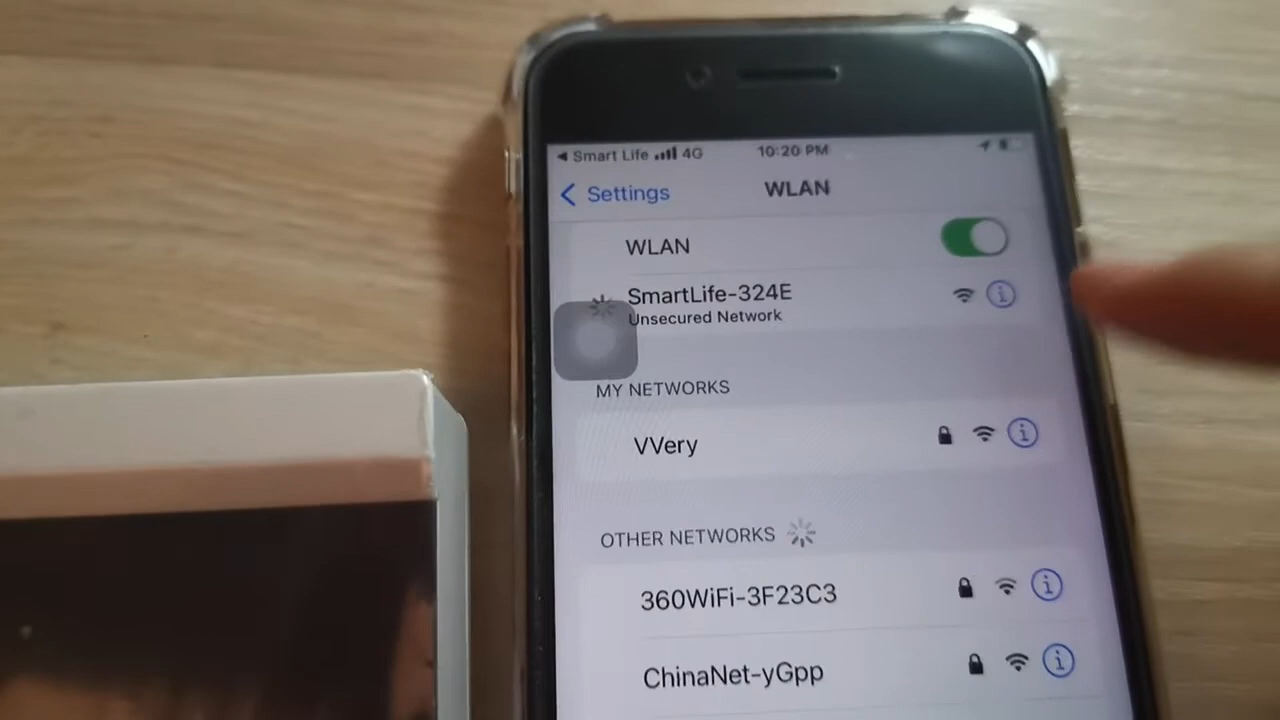 ◀ Smart Life 4G 10:20 PM
Settings WLAN
WLAN
SmartLife-324E
Unsecured Network
MY NETWORKS
VVery
OTHER NETWORKS
360WiFi-3F23C3
ChinaNet-yGpp